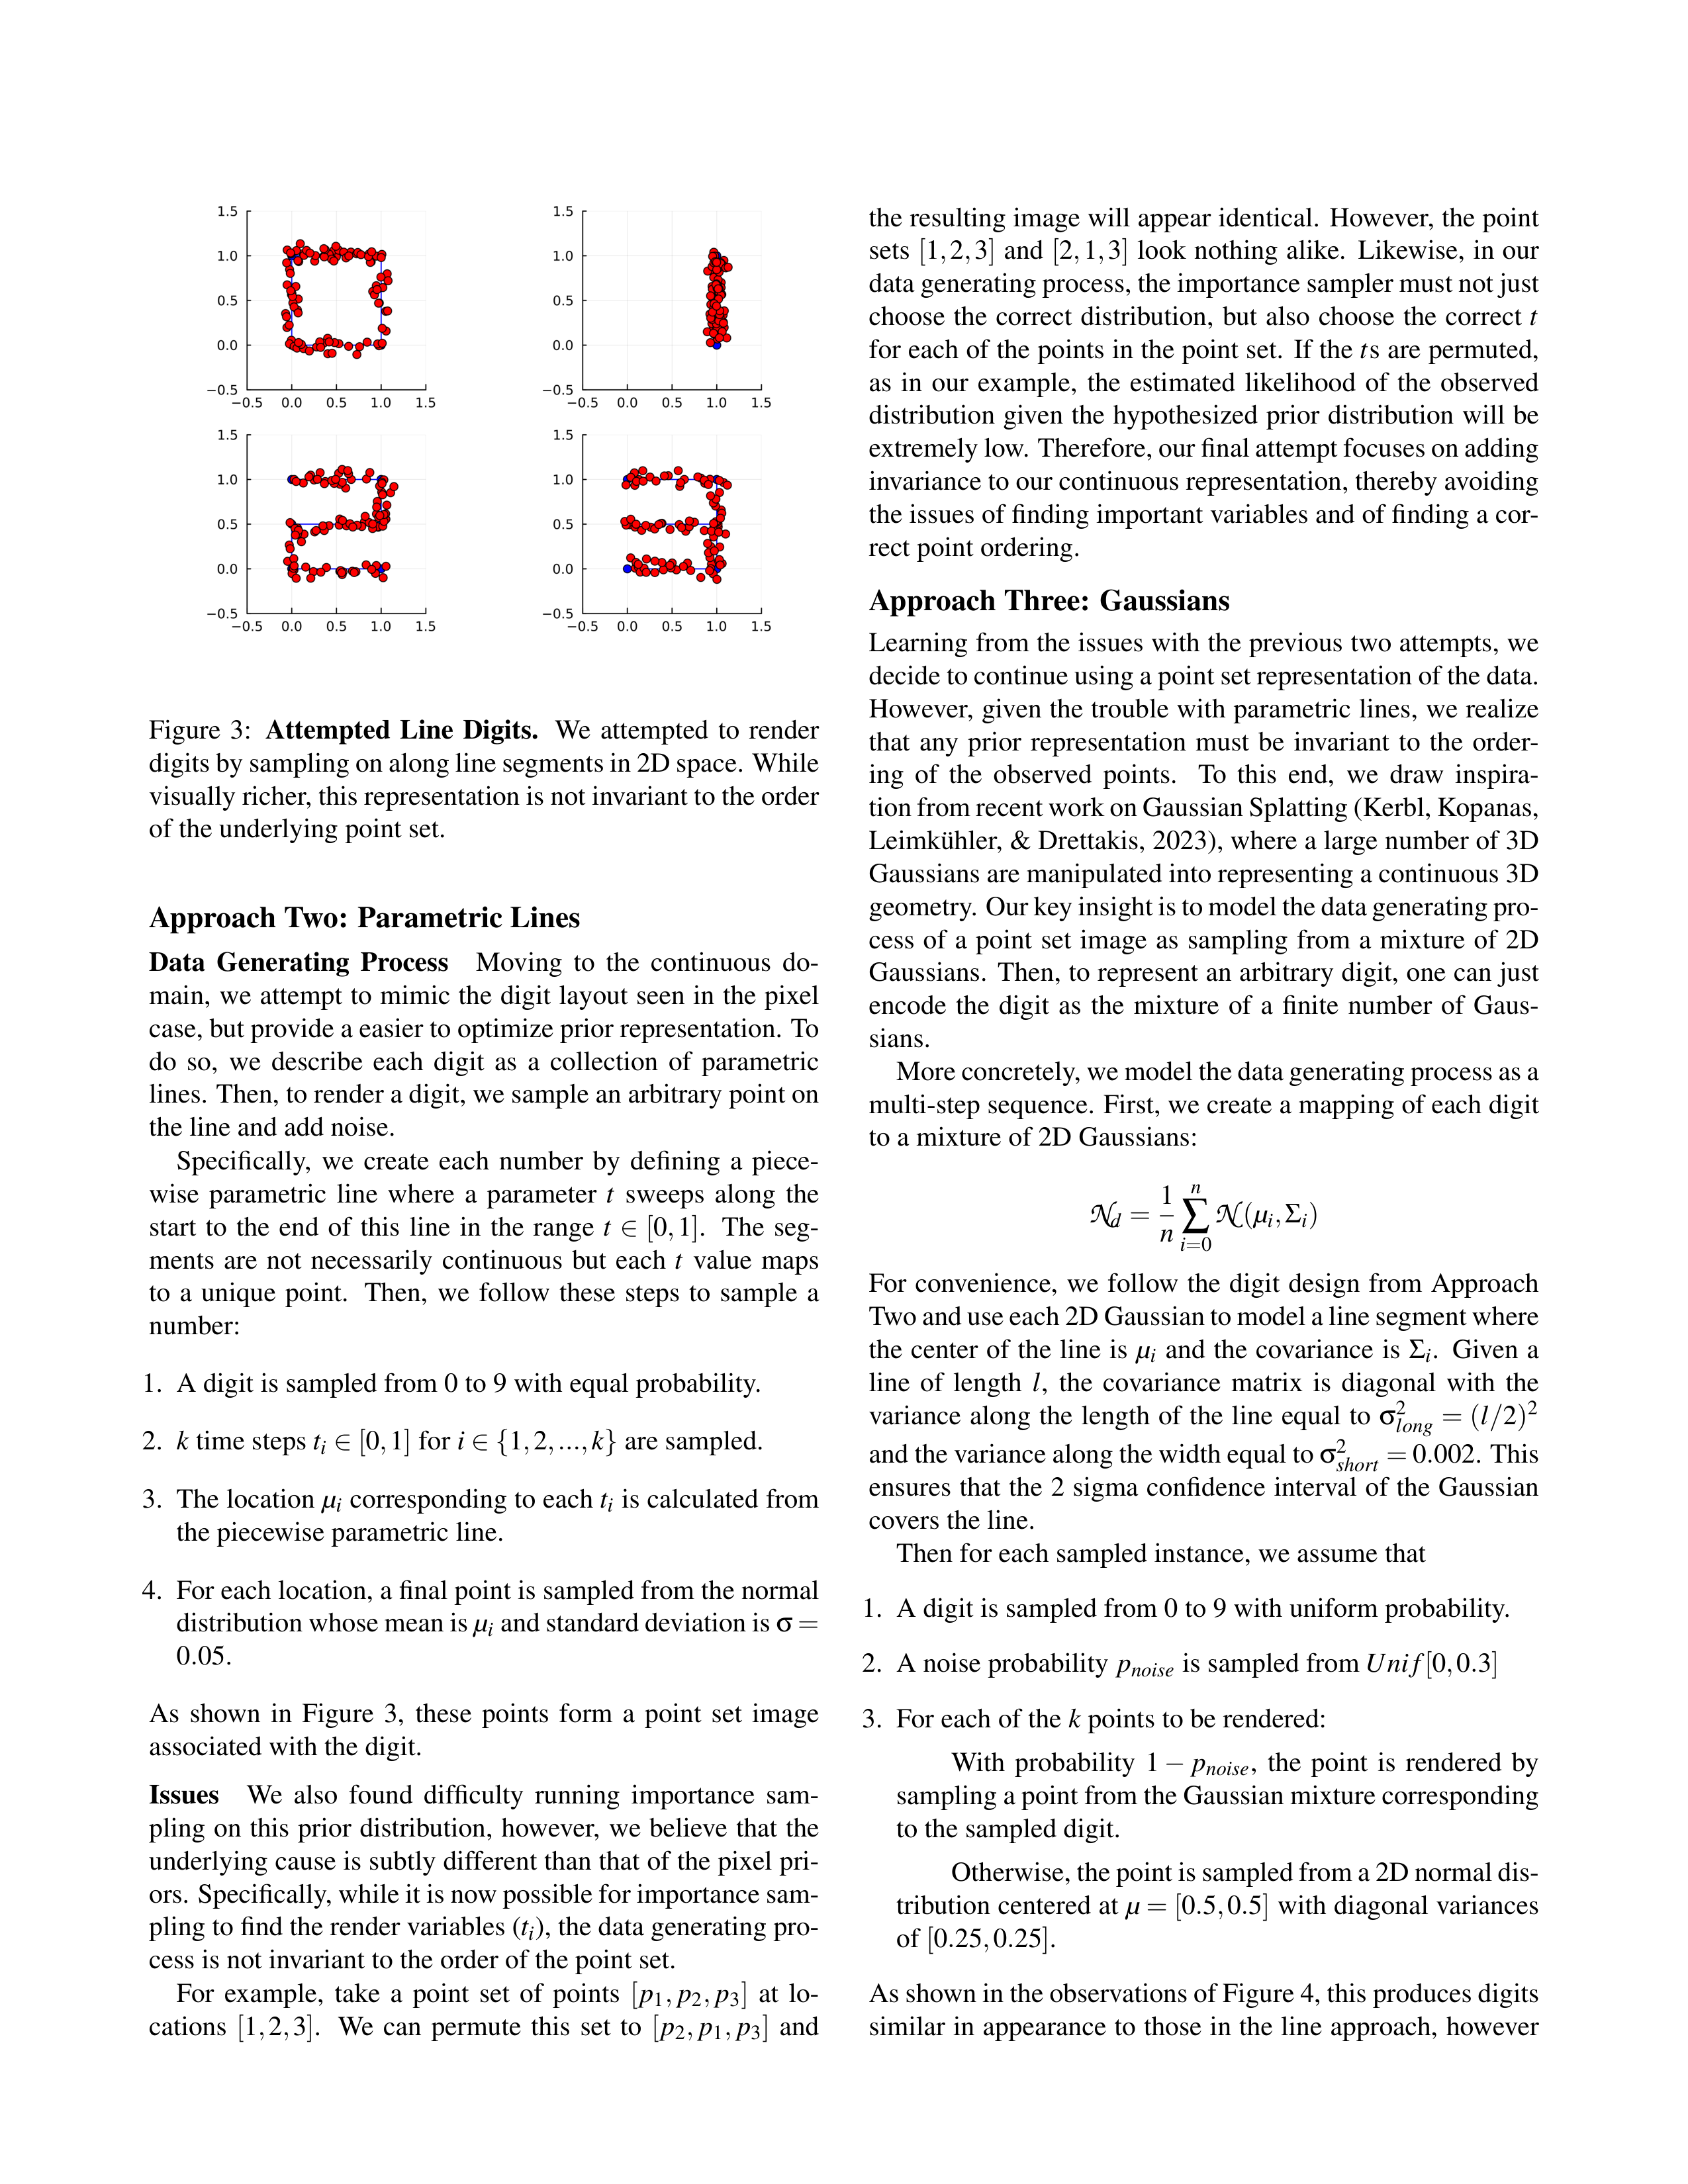 1.5
1.0
0.5
0.0
−0.5
−0.5 0.0 0.5 1.0 1.5
1.5
1.0
0.5
0.0
−0.5
−0.5 0.0 0.5 1.0 1.5
1.5
1.0
0.5
0.0
−0.5
−0.5 0.0 0.5 1.0 1.5
1.5
1.0
0.5
0.0
−0.5
−0.5 0.0 0.5 1.0 1.5
Figure 3: Attempted Line Digits. We attempted to render
digits by sampling on along line segments in 2D space. While
visually richer, this representation is not invariant to the order
of the underlying point set.
Approach Two: Parametric Lines
Data Generating Process Moving to the continuous do-
main, we attempt to mimic the digit layout seen in the pixel
case, but provide a easier to optimize prior representation. To
do so, we describe each digit as a collection of parametric
lines. Then, to render a digit, we sample an arbitrary point on
the line and add noise.
Specifically, we create each number by defining a piece-
wise parametric line where a parameter t sweeps along the
start to the end of this line in the range t ∈ [0,1]. The seg-
ments are not necessarily continuous but each t value maps
to a unique point. Then, we follow these steps to sample a
number:
1. A digit is sampled from 0 to 9 with equal probability.
2. k time steps t_i ∈ [0,1] for i ∈ {1,2,...,k} are sampled.
3. The location μ_i corresponding to each t_i is calculated from
the piecewise parametric line.
4. For each location, a final point is sampled from the normal
distribution whose mean is μ_i and standard deviation is σ =
0.05.
As shown in Figure 3, these points form a point set image
associated with the digit.
Issues We also found difficulty running importance sam-
pling on this prior distribution, however, we believe that the
underlying cause is subtly different than that of the pixel pri-
ors. Specifically, while it is now possible for importance sam-
pling to find the render variables (t_i), the data generating pro-
cess is not invariant to the order of the point set.
For example, take a point set of points [p_1, p_2, p_3] at lo-
cations [1,2,3]. We can permute this set to [p_2, p_1, p_3] and
the resulting image will appear identical. However, the point
sets [1,2,3] and [2,1,3] look nothing alike. Likewise, in our
data generating process, the importance sampler must not just
choose the correct distribution, but also choose the correct t
for each of the points in the point set. If the ts are permuted,
as in our example, the estimated likelihood of the observed
distribution given the hypothesized prior distribution will be
extremely low. Therefore, our final attempt focuses on adding
invariance to our continuous representation, thereby avoiding
the issues of finding important variables and of finding a cor-
rect point ordering.
Approach Three: Gaussians
Learning from the issues with the previous two attempts, we
decide to continue using a point set representation of the data.
However, given the trouble with parametric lines, we realize
that any prior representation must be invariant to the order-
ing of the observed points. To this end, we draw inspira-
tion from recent work on Gaussian Splatting (Kerbl, Kopanas,
Leimkühler, & Drettakis, 2023), where a large number of 3D
Gaussians are manipulated into representing a continuous 3D
geometry. Our key insight is to model the data generating pro-
cess of a point set image as sampling from a mixture of 2D
Gaussians. Then, to represent an arbitrary digit, one can just
encode the digit as the mixture of a finite number of Gaus-
sians.
More concretely, we model the data generating process as a
multi-step sequence. First, we create a mapping of each digit
to a mixture of 2D Gaussians:
𝒩_d = \frac{1}{n} ∑_{i=0}^{n} 𝒩(μ_i, Σ_i)
For convenience, we follow the digit design from Approach
Two and use each 2D Gaussian to model a line segment where
the center of the line is μ_i and the covariance is Σ_i. Given a
line of length l, the covariance matrix is diagonal with the
variance along the length of the line equal to σ²_long = (l/2)²
and the variance along the width equal to σ²_short = 0.002. This
ensures that the 2 sigma confidence interval of the Gaussian
covers the line.
Then for each sampled instance, we assume that
1. A digit is sampled from 0 to 9 with uniform probability.
2. A noise probability p_noise is sampled from Unif[0,0.3]
3. For each of the k points to be rendered:
With probability 1 − p_noise, the point is rendered by
sampling a point from the Gaussian mixture corresponding
to the sampled digit.
Otherwise, the point is sampled from a 2D normal dis-
tribution centered at μ = [0.5,0.5] with diagonal variances
of [0.25,0.25].
As shown in the observations of Figure 4, this produces digits
similar in appearance to those in the line approach, however